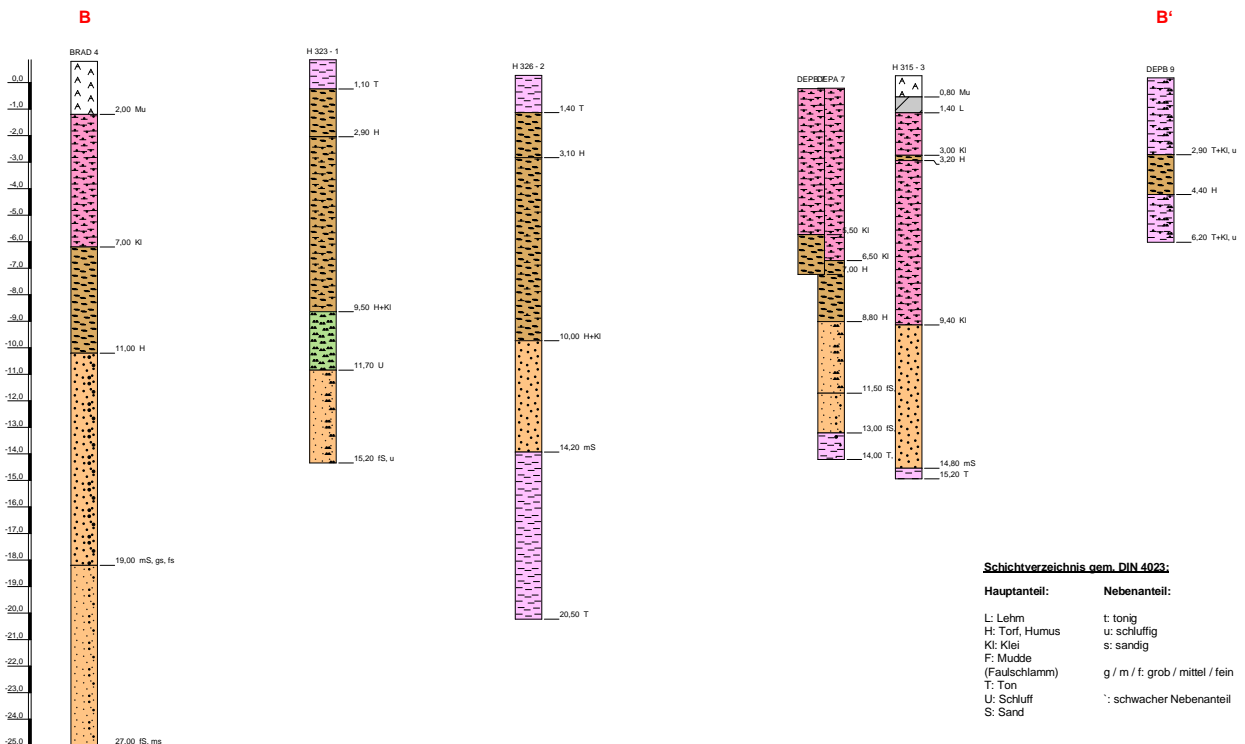 B
B‘
BRAD 4
2,00 Mu
7,00 Kl
11,00 H
19,00 mS, gs, fs
27,00 fS, ms
H 323 - 1
1,10 T
2,90 H
9,50 H+Kl
11,70 U
15,20 fS, u
H 326 - 2
1,40 T
3,10 H
10,00 H+Kl
14,20 mS
20,50 T
DEPB
DEPA 7
5,50 Kl
6,50 Kl
7,00 H
8,80 H
11,50 fS,
13,00 fS,
14,00 T,
H 315 - 3
0,80 Mu
1,40 L
3,00 Kl
3,20 H
9,40 Kl
14,80 mS
15,20 T
DEPB 9
2,90 T+Kl, u
4,40 H
6,20 T+Kl, u
0,0
-1,0
-2,0
-3,0
-4,0
-5,0
-6,0
-7,0
-8,0
-9,0
-10,0
-11,0
-12,0
-13,0
-14,0
-15,0
-16,0
-17,0
-18,0
-19,0
-20,0
-21,0
-22,0
-23,0
-24,0
-25,0
Schichtverzeichnis gem. DIN 4023:
Hauptanteil: Nebenanteil:
L: Lehm t: tonig
H: Torf, Humus u: schluffig
Kl: Klei s: sandig
F: Mudde
(Faulschlamm) g / m / f: grob / mittel / fein
T: Ton
U: Schluff ': schwacher Nebenanteil
S: Sand